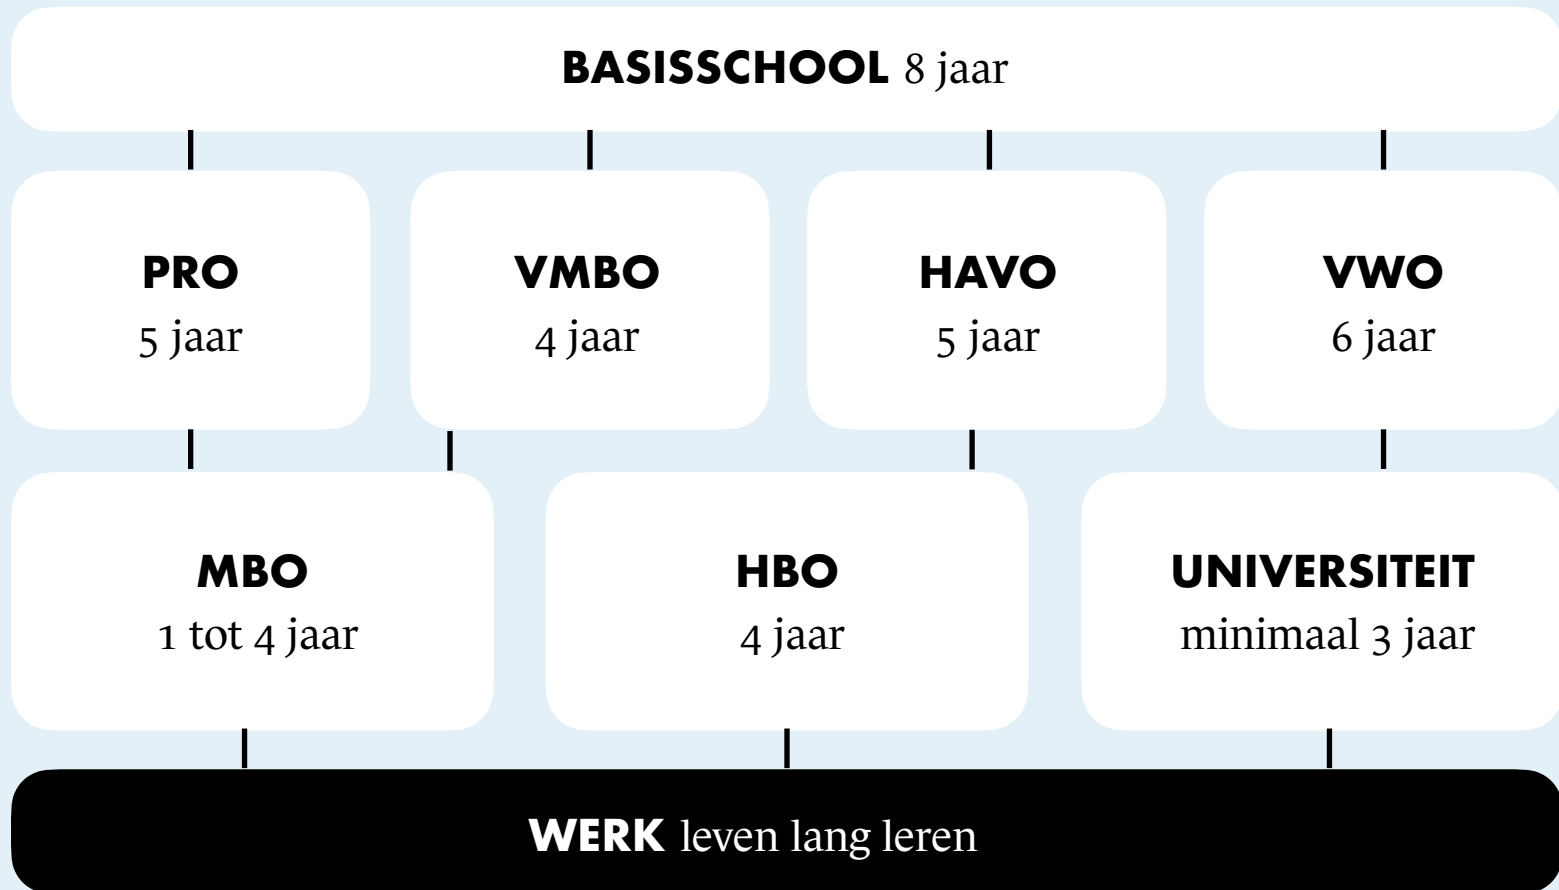 BASISSCHOOL 8 jaar
PRO
5 jaar
VMBO
4 jaar
HAVO
5 jaar
VWO
6 jaar
MBO
1 tot 4 jaar
HBO
4 jaar
UNIVERSITEIT
minimaal 3 jaar
WERK leven lang leren